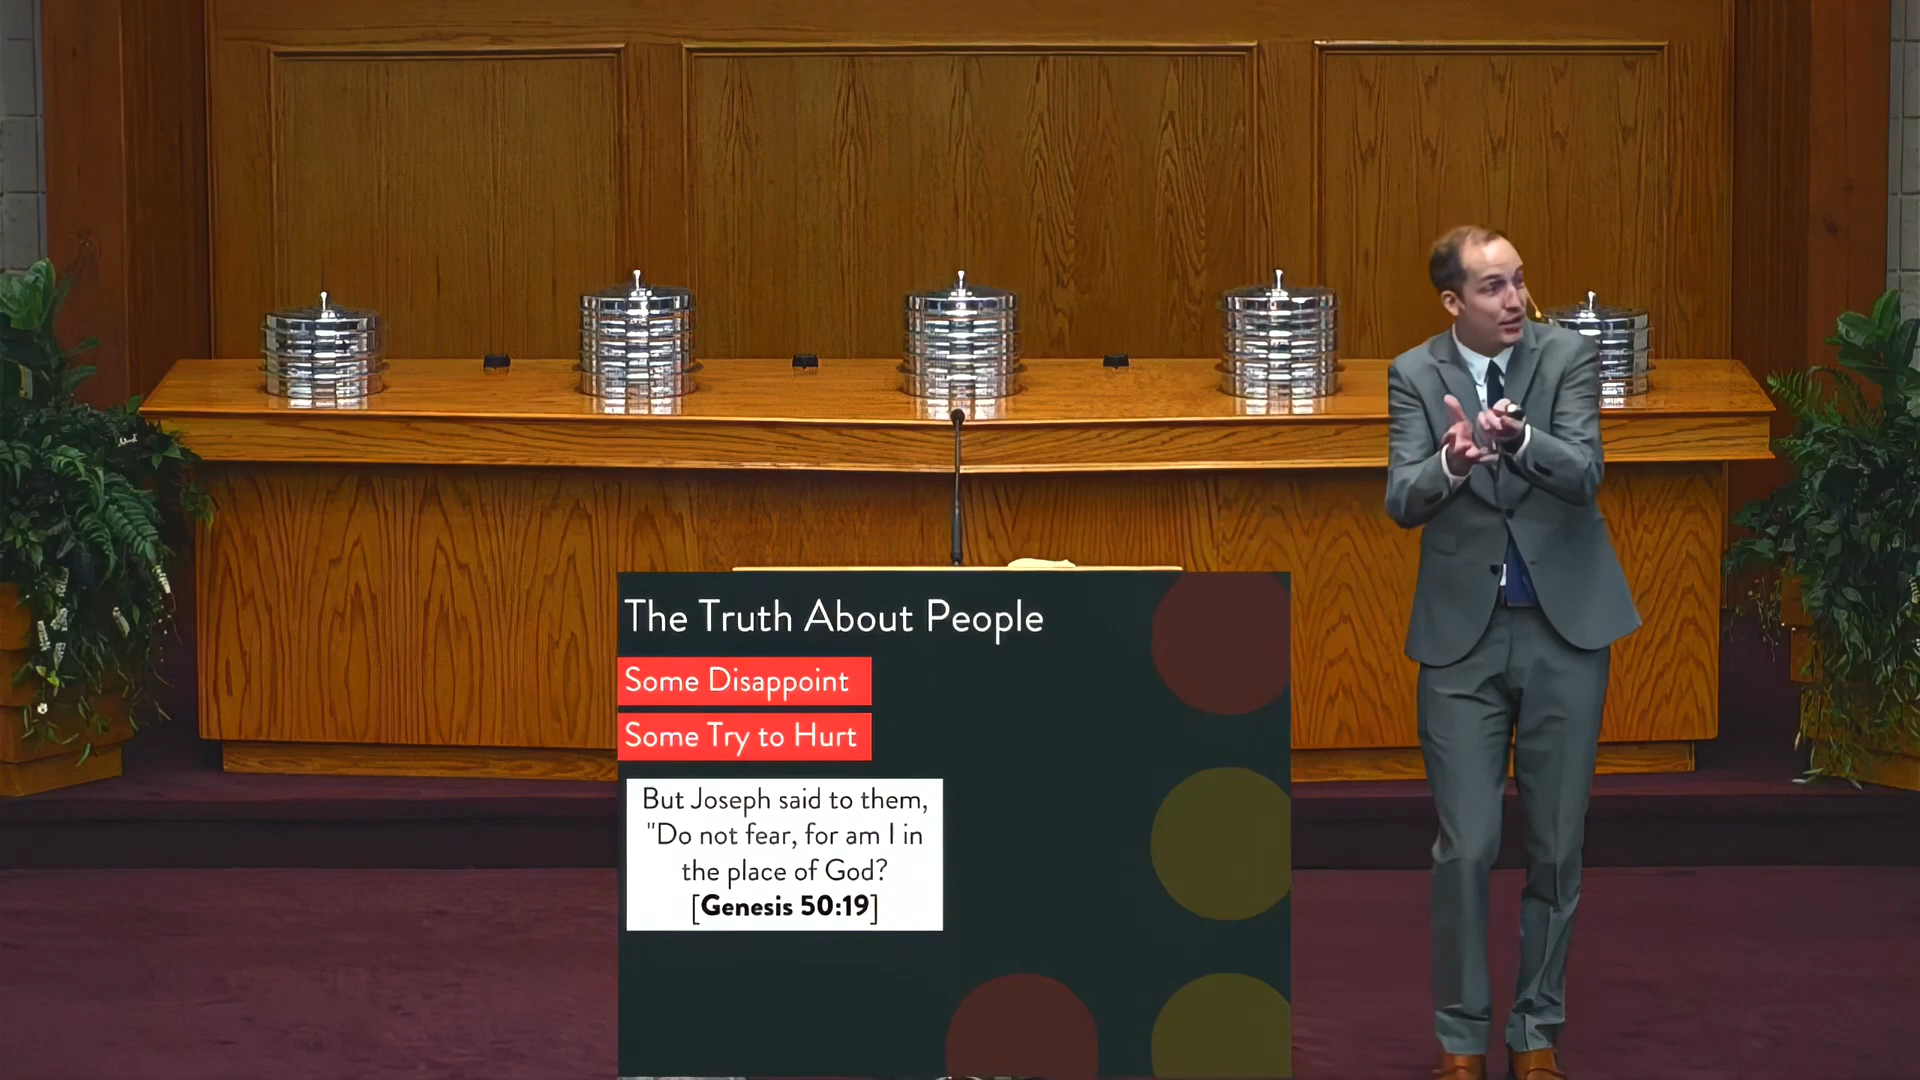 The Truth About People
Some Disappoint
Some Try to Hurt
But Joseph said to them,
"Do not fear, for am I in
the place of God?
[Genesis 50:19]